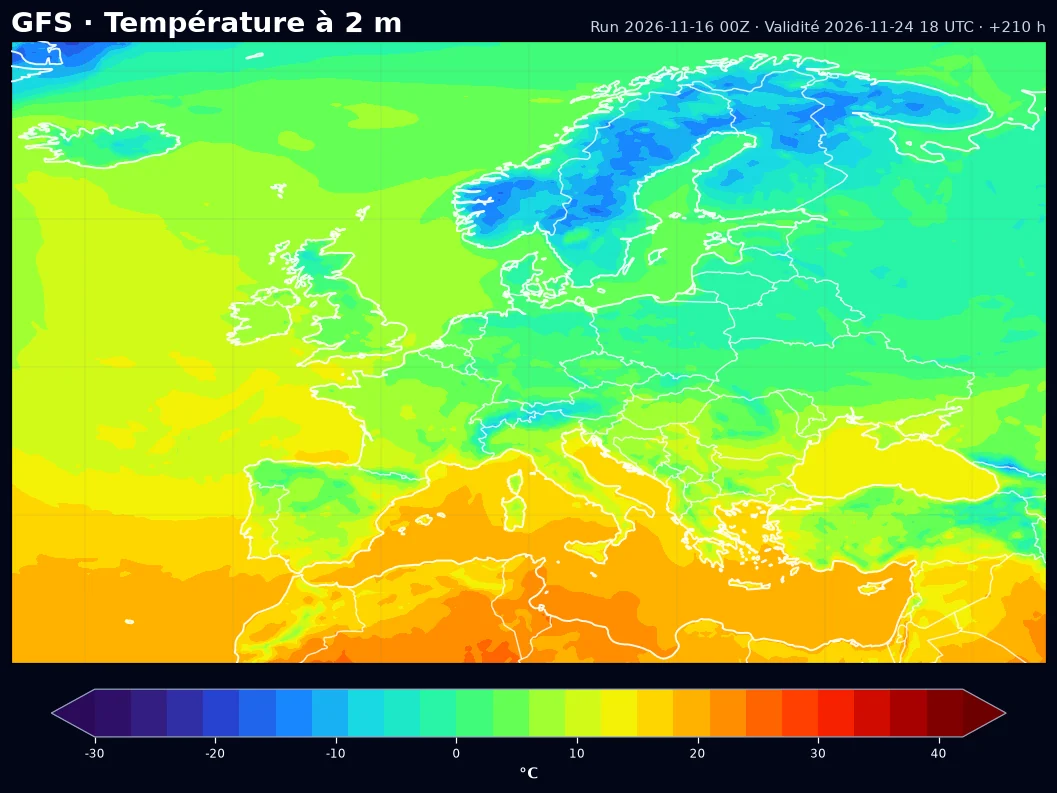 GFS · Température à 2 m
Run 2026-11-16 00Z · Validité 2026-11-24 18 UTC · +210 h
-30 -20 -10 0 10 20 30 40
°C